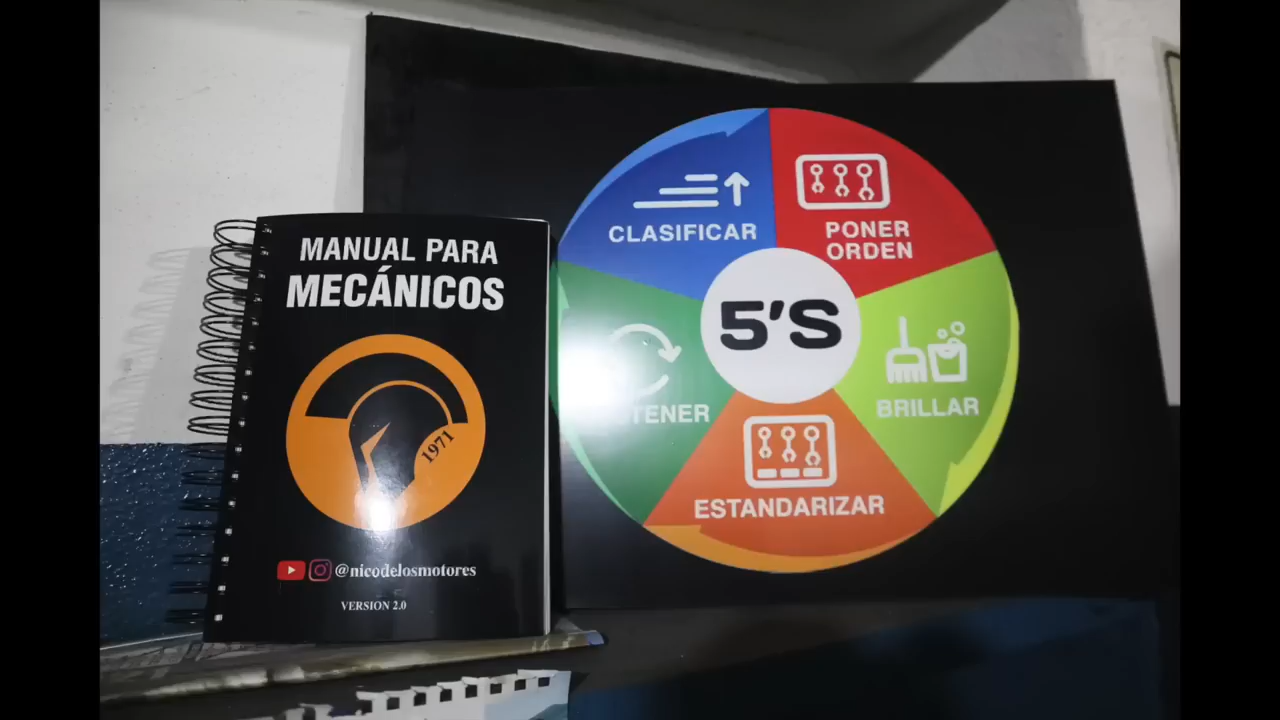 MANUAL PARA
MECÁNICOS
1971
@nicodelosmotores
VERSION 2.0
CLASIFICAR
PONER
ORDEN
5'S
BRILLAR
ESTANDARIZAR